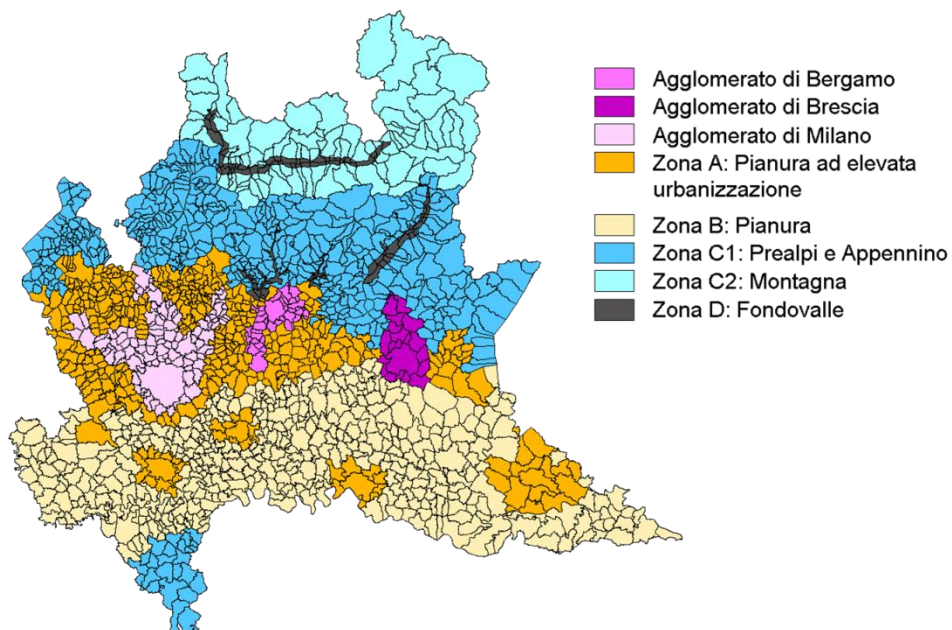 Agglomerato di Bergamo
Agglomerato di Brescia
Agglomerato di Milano
Zona A: Pianura ad elevata
urbanizzazione
Zona B: Pianura
Zona C1: Prealpi e Appennino
Zona C2: Montagna
Zona D: Fondovalle